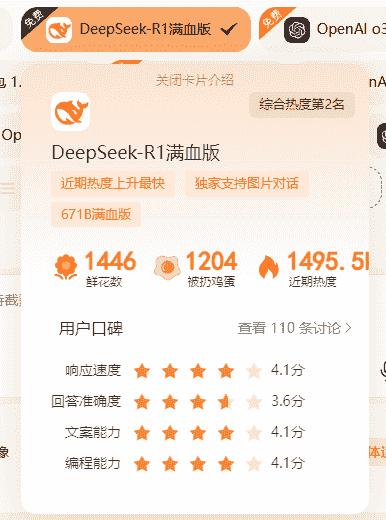 免费
DeepSeek-R1满血版
免费
OpenAI o3
关闭卡片介绍
包 1.
综合热度第2名
Op
DeepSeek-R1满血版
近期热度上升最快
独家支持图片对话
671B满血版
1446
鲜花数
1204
被扔鸡蛋
1495.5
近期热度
用户口碑
查看 110 条讨论
响应速度
4.1分
回答准确度
3.6分
文案能力
4.1分
编程能力
4.1分
象